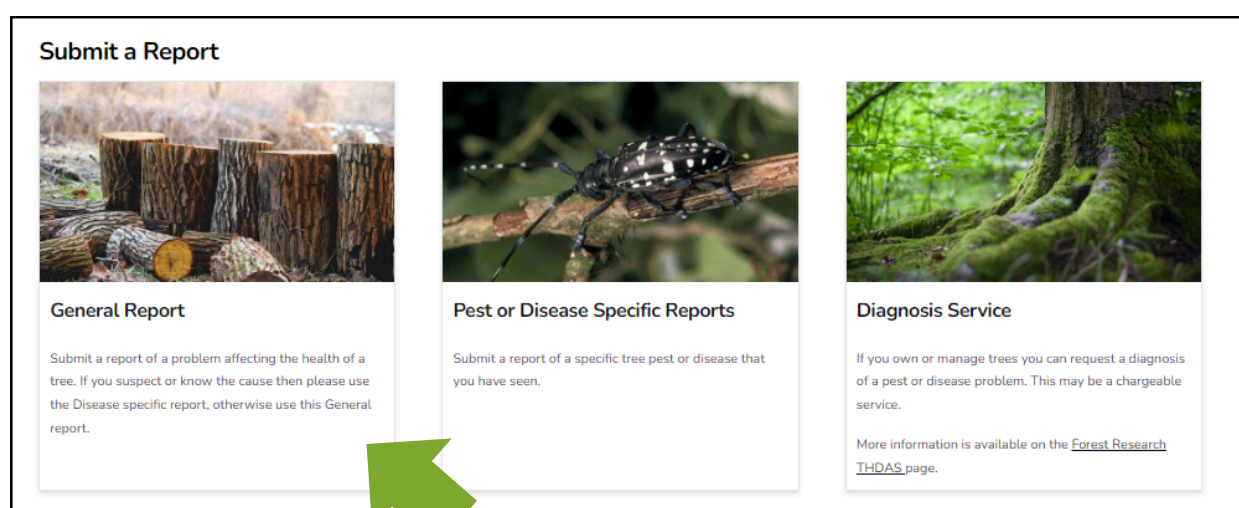 Submit a Report
General Report
Submit a report of a problem affecting the health of a
tree. If you suspect or know the cause then please use
the Disease specific report, otherwise use this General
report.
Pest or Disease Specific Reports
Submit a report of a specific tree pest or disease that
you have seen.
Diagnosis Service
If you own or manage trees you can request a diagnosis
of a pest or disease problem. This may be a chargeable
service.
More information is available on the Forest Research
THDAS page.